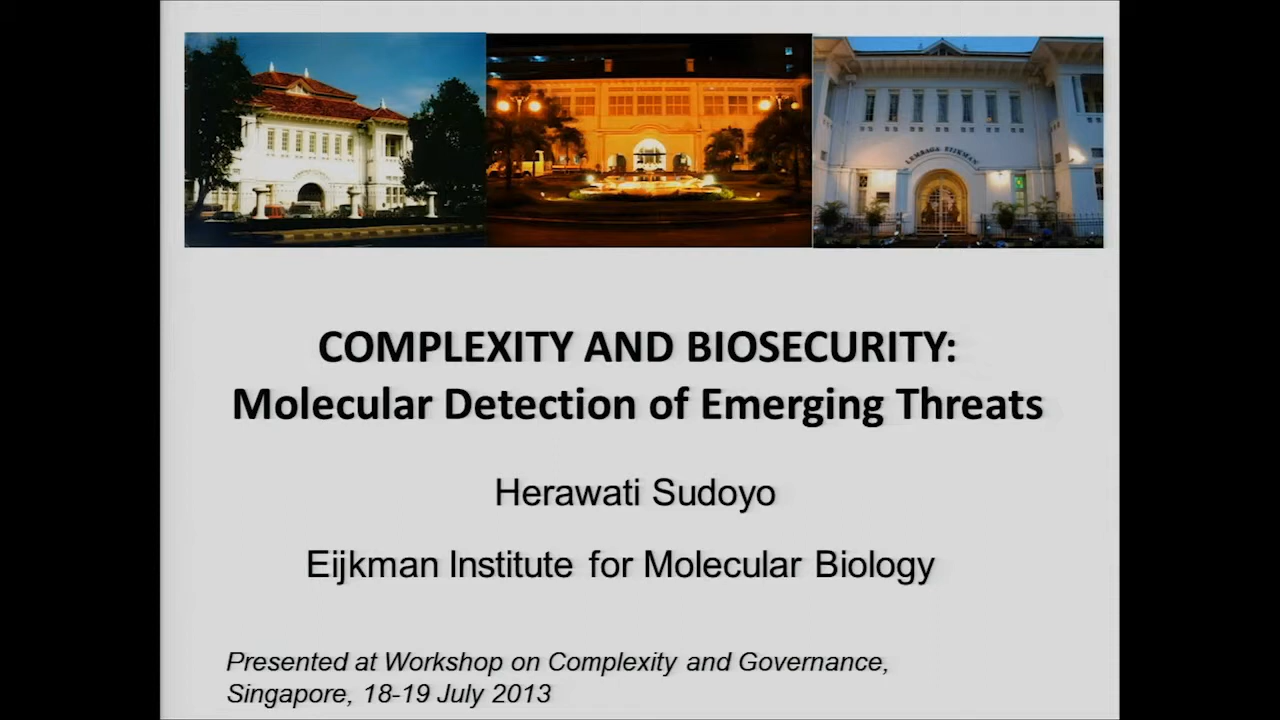 LEMBAGA EIJKMAN
COMPLEXITY AND BIOSECURITY:
Molecular Detection of Emerging Threats
Herawati Sudoyo
Eijkman Institute for Molecular Biology
Presented at Workshop on Complexity and Governance,
Singapore, 18-19 July 2013